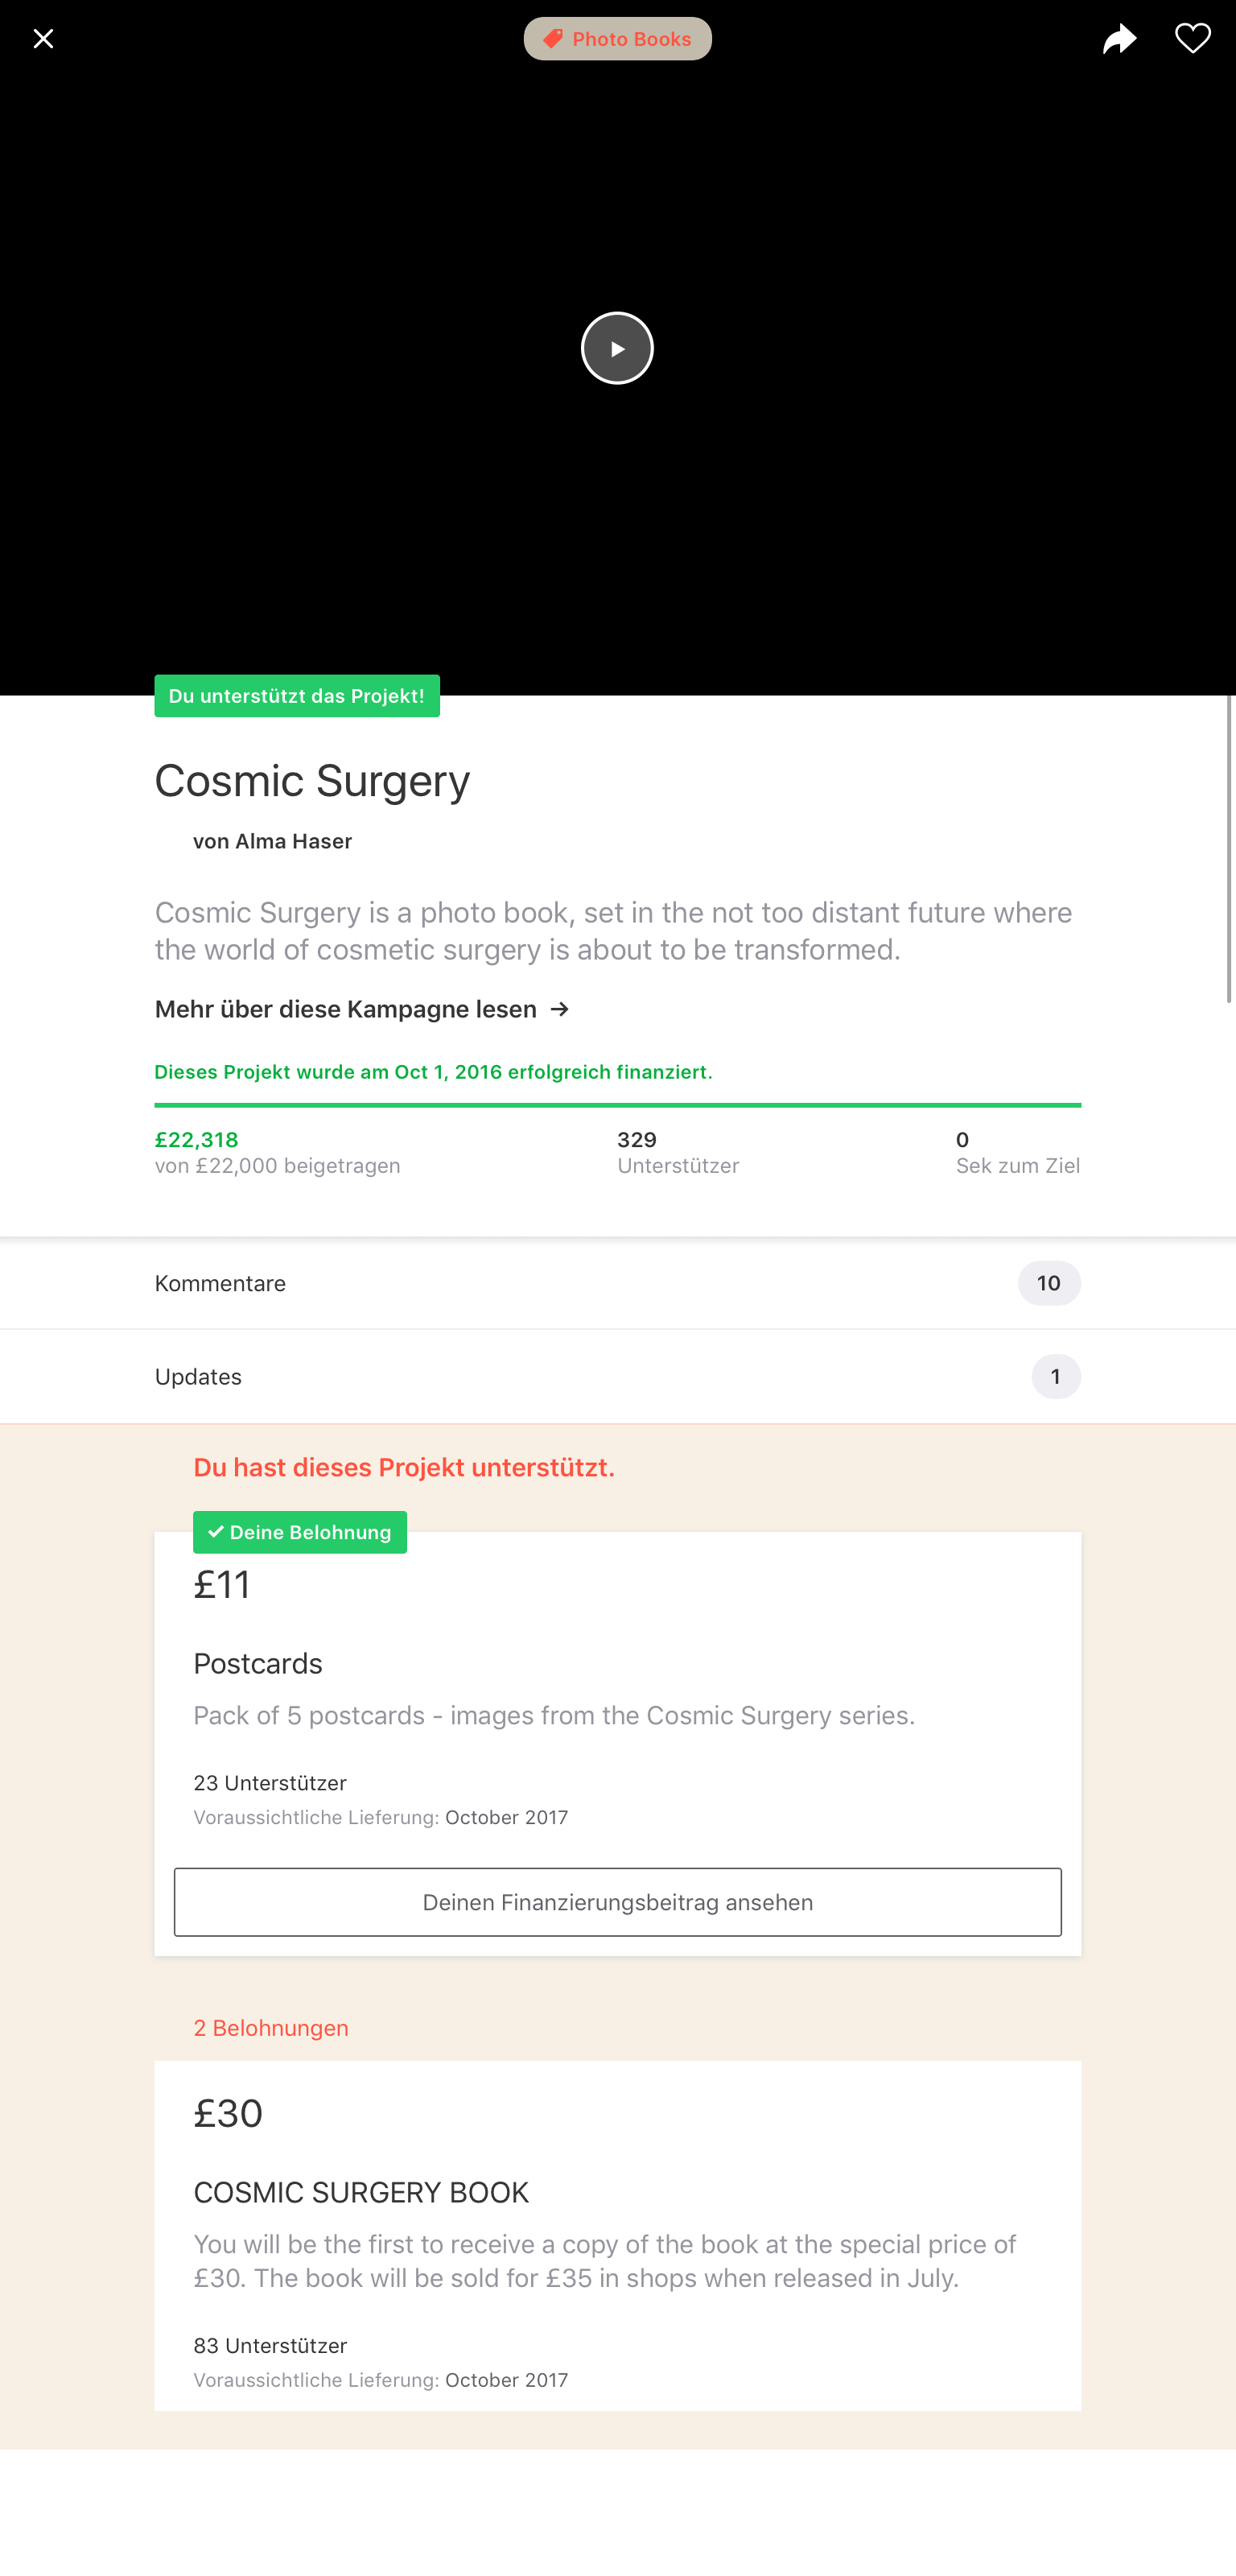 Photo Books
Du unterstützt das Projekt!
Cosmic Surgery
von Alma Haser
Cosmic Surgery is a photo book, set in the not too distant future where
the world of cosmetic surgery is about to be transformed.
Mehr über diese Kampagne lesen →
Dieses Projekt wurde am Oct 1, 2016 erfolgreich finanziert.
£22,318
von £22,000 beigetragen
329
Unterstützer
0
Sek zum Ziel
Kommentare
10
Updates
1
Du hast dieses Projekt unterstützt.
Deine Belohnung
£11
Postcards
Pack of 5 postcards - images from the Cosmic Surgery series.
23 Unterstützer
Voraussichtliche Lieferung: October 2017
Deinen Finanzierungsbeitrag ansehen
2 Belohnungen
£30
COSMIC SURGERY BOOK
You will be the first to receive a copy of the book at the special price of
£30. The book will be sold for £35 in shops when released in July.
83 Unterstützer
Voraussichtliche Lieferung: October 2017